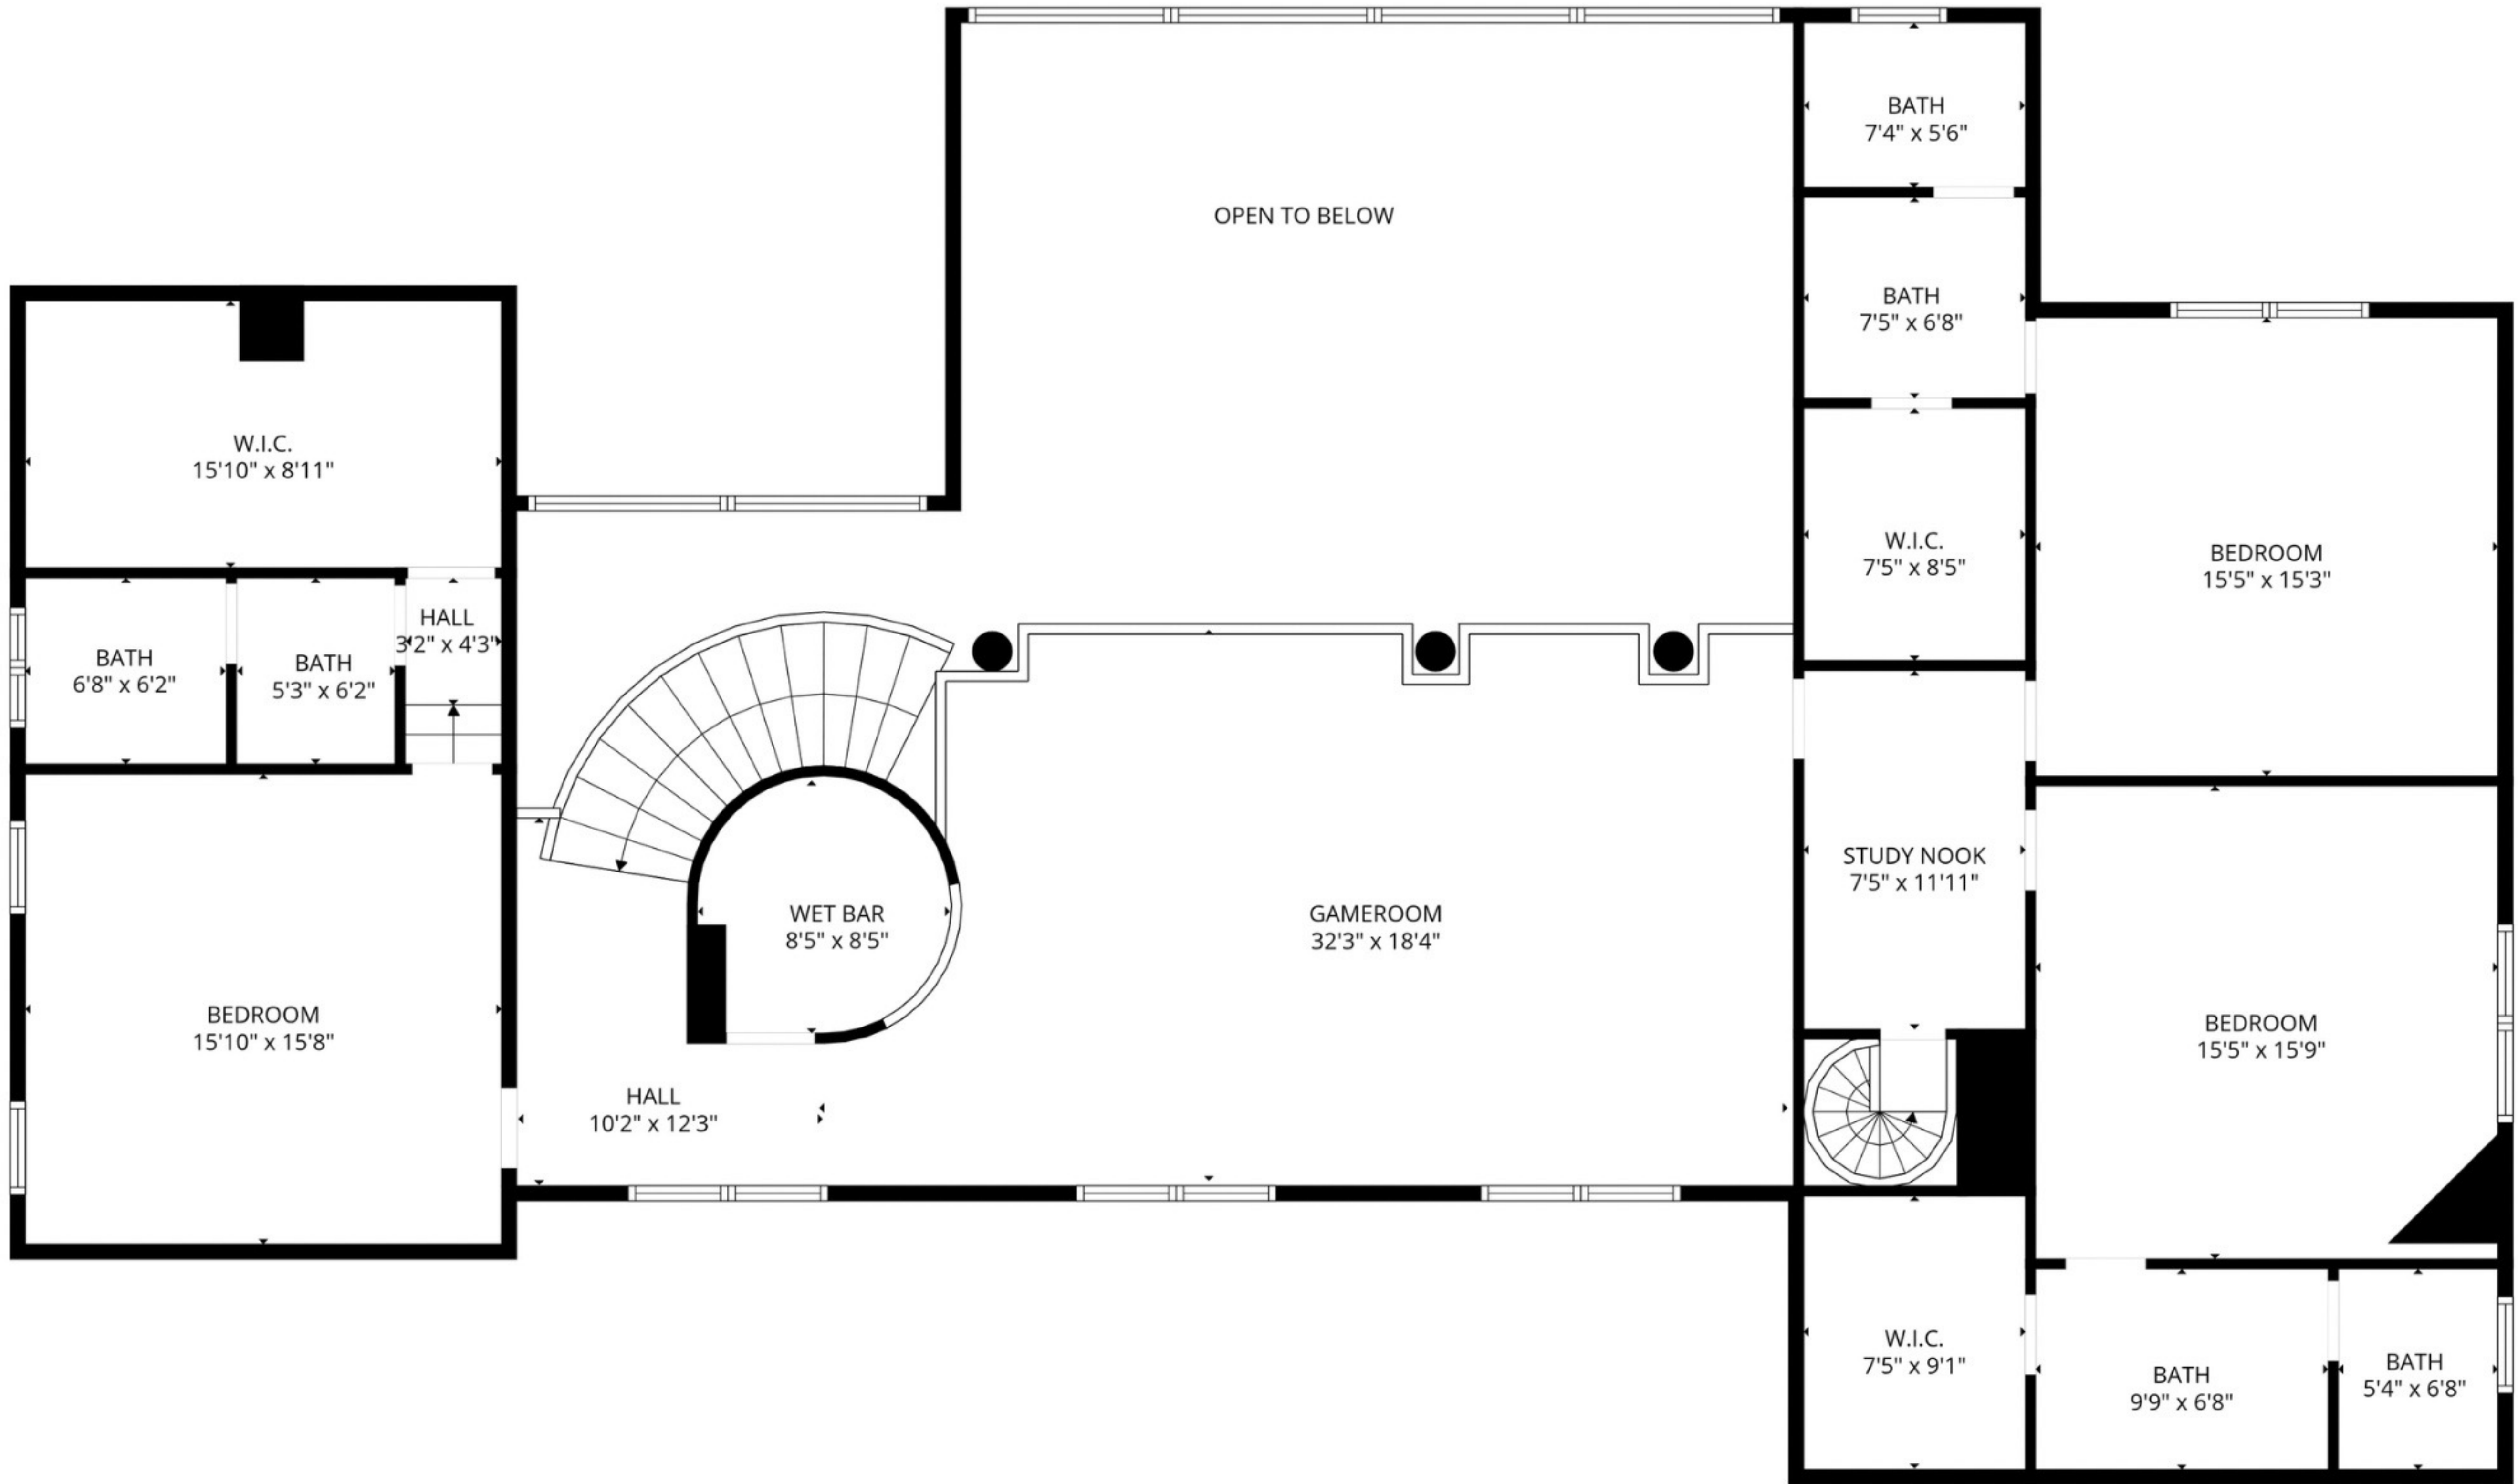 BATH
7'4" x 5'6"
OPEN TO BELOW
BATH
7'5" x 6'8"
W.I.C.
15'10" x 8'11"
W.I.C.
7'5" x 8'5"
BEDROOM
15'5" x 15'3"
HALL
3'2" x 4'3"
BATH
6'8" x 6'2"
BATH
5'3" x 6'2"
STUDY NOOK
7'5" x 11'11"
WET BAR
8'5" x 8'5"
GAMEROOM
32'3" x 18'4"
BEDROOM
15'10" x 15'8"
BEDROOM
15'5" x 15'9"
HALL
10'2" x 12'3"
W.I.C.
7'5" x 9'1"
BATH
9'9" x 6'8"
BATH
5'4" x 6'8"